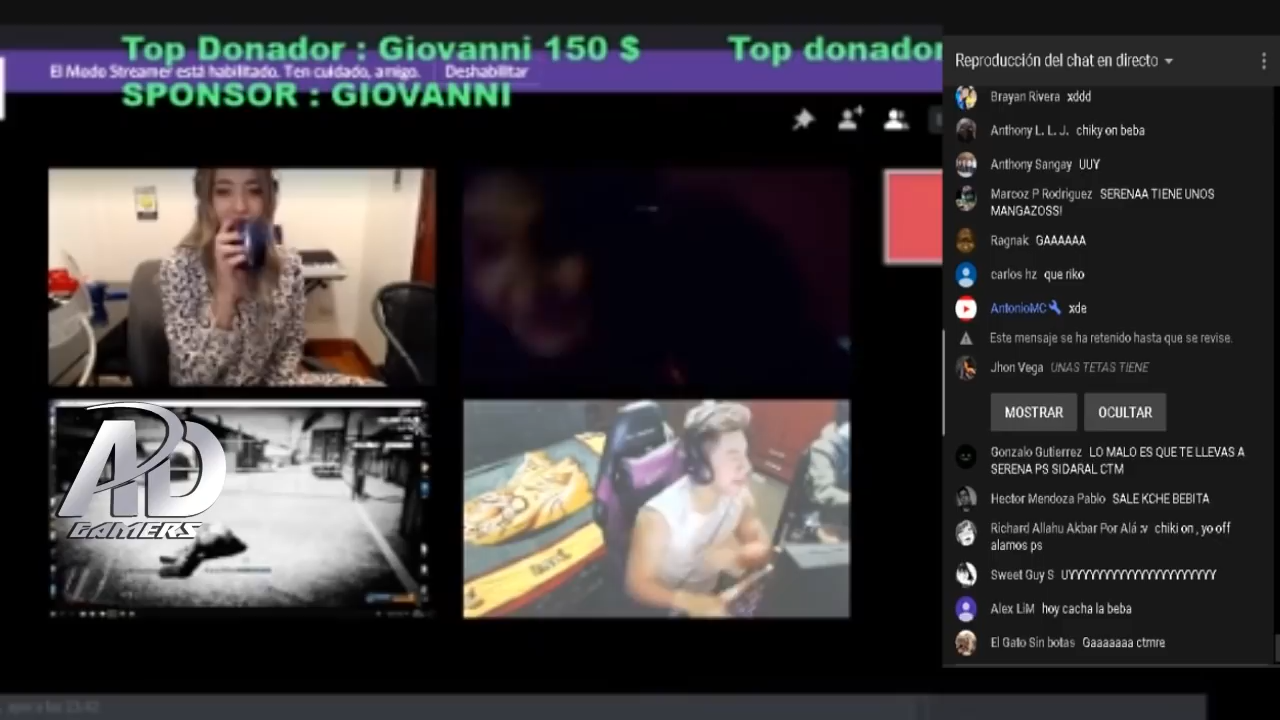 Top Donador : Giovanni 150 $
Top donador
El Modo Streamer está habilitado. Ten cuidado, amigo.
Deshabilitar
SPONSOR : GIOVANNI
AD
GAMERS
Reproducción del chat en directo
Brayan Rivera xddd
Anthony L. L. J. chiky on beba
Anthony Sangay UUY
Marcoz P Rodriguez SERENAA TIENE UNOS
MANGAZOSS!
Ragnak GAAAAAA
carlos hz que riko
AntonioMC xde
Este mensaje se ha retenido hasta que se revise.
Jhon Vega UNAS TETAS TIENE
MOSTRAR
OCULTAR
Gonzalo Gutierrez LO MALO ES QUE TE LLEVAS A
SERENA PS SIDARAL CTM
Hector Mendoza Pablo SALE KCHE BEBITA
Richard Allahu Akbar Por Alá :v chiki on , yo off
alamos ps
Sweet Guy S UYYYYYYYYYYYYYYYYYYYYY
Alex LiM hoy cacha la beba
El Gato Sin botas Gaaaaaaa ctmre